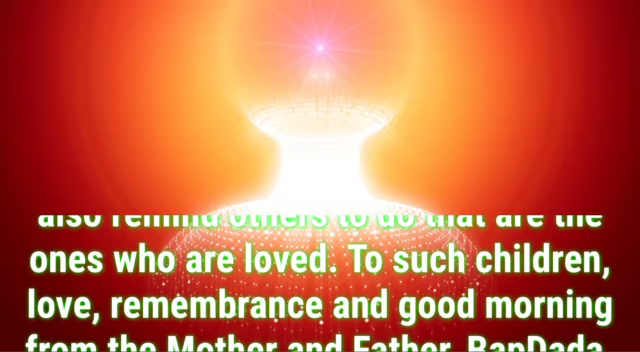 also remind others to do that are the
ones who are loved. To such children,
love, remembrance and good morning
from the Mother and Father, BapDada